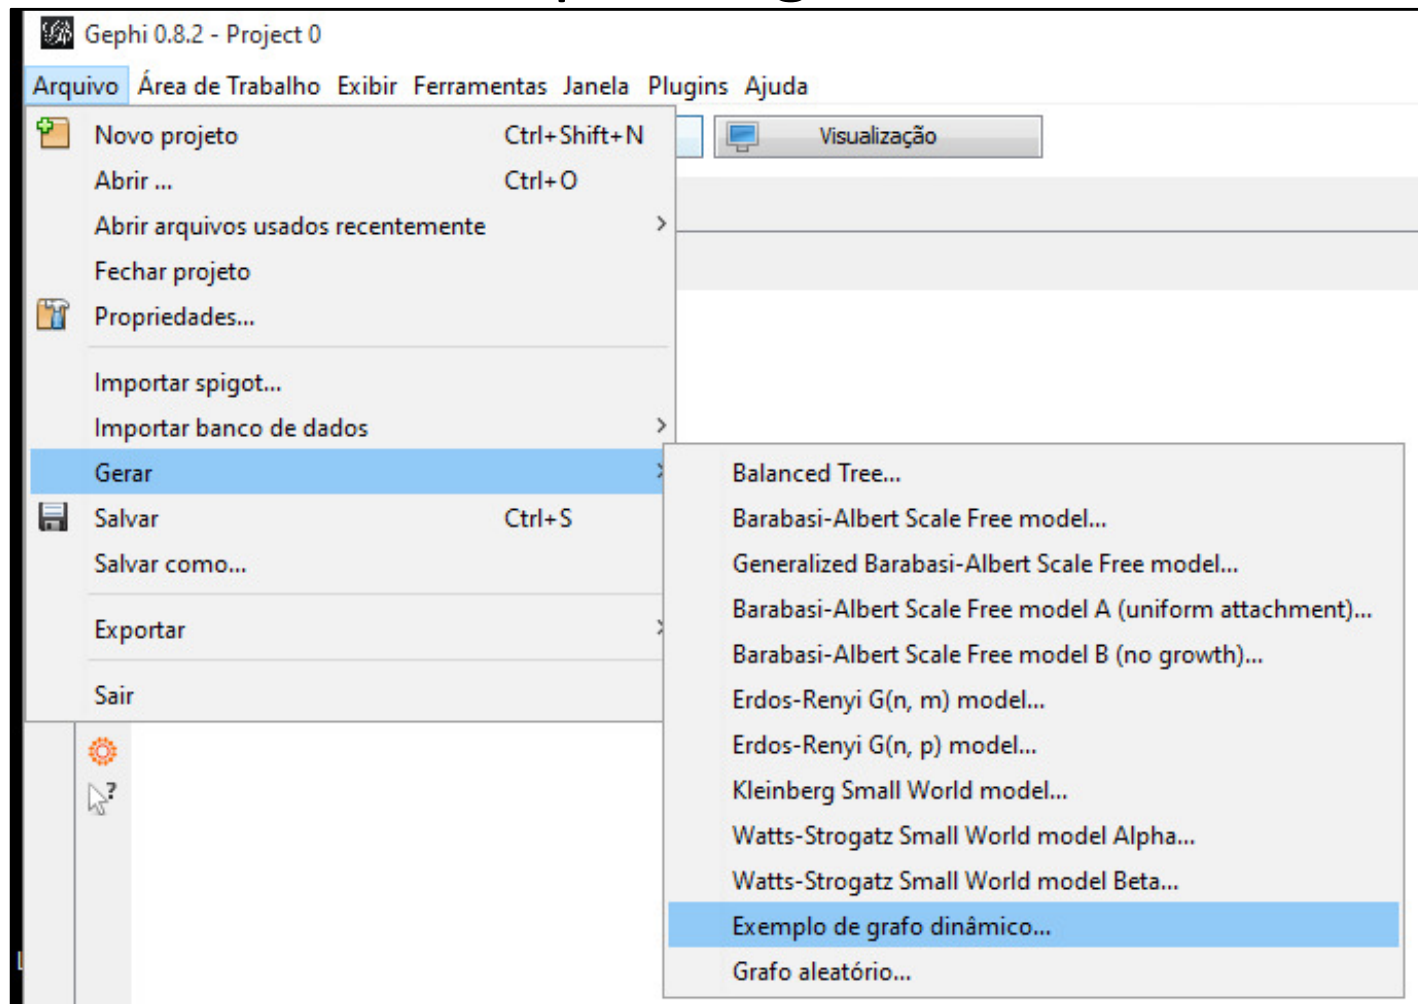 Gephi 0.8.2 - Project 0
Arquivo Área de Trabalho Exibir Ferramentas Janela Plugins Ajuda
Novo projeto Ctrl+Shift+N
Visualização
Abrir ... Ctrl+O
Abrir arquivos usados recentemente
Fechar projeto
Propriedades...
Importar spigot...
Importar banco de dados
Gerar
Salvar Ctrl+S
Salvar como...
Exportar
Sair
Balanced Tree...
Barabasi-Albert Scale Free model...
Generalized Barabasi-Albert Scale Free model...
Barabasi-Albert Scale Free model A (uniform attachment)...
Barabasi-Albert Scale Free model B (no growth)...
Erdos-Renyi G(n, m) model...
Erdos-Renyi G(n, p) model...
Kleinberg Small World model...
Watts-Strogatz Small World model Alpha...
Watts-Strogatz Small World model Beta...
Exemplo de grafo dinâmico...
Grafo aleatório...